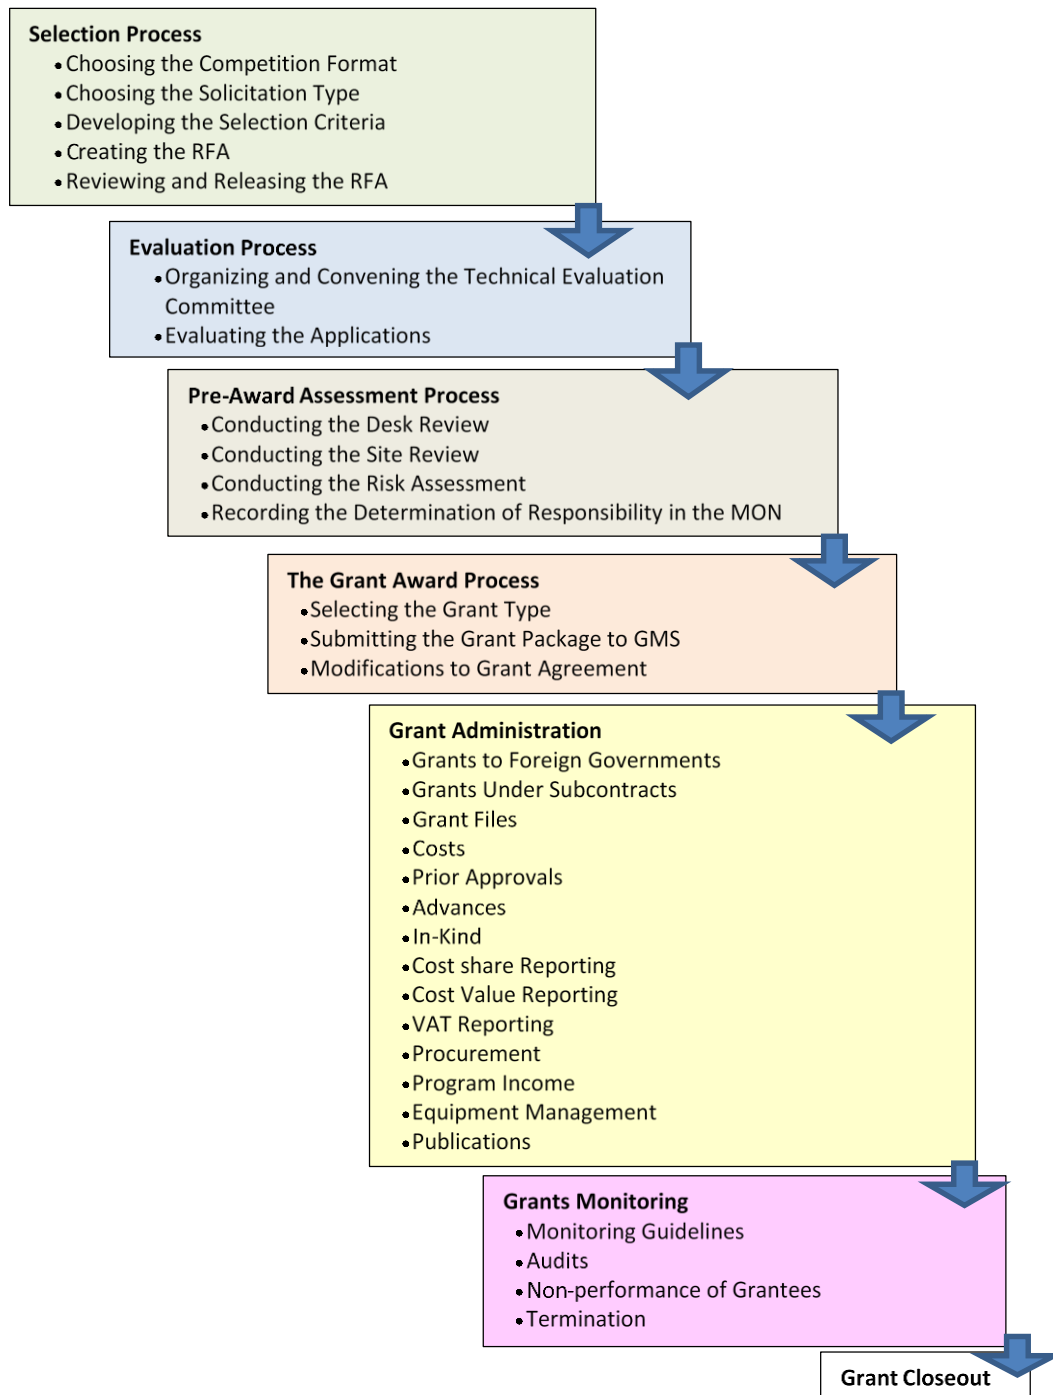 Selection Process
• Choosing the Competition Format
• Choosing the Solicitation Type
• Developing the Selection Criteria
• Creating the RFA
• Reviewing and Releasing the RFA
Evaluation Process
• Organizing and Convening the Technical Evaluation
Committee
• Evaluating the Applications
Pre-Award Assessment Process
• Conducting the Desk Review
• Conducting the Site Review
• Conducting the Risk Assessment
• Recording the Determination of Responsibility in the MON
The Grant Award Process
• Selecting the Grant Type
• Submitting the Grant Package to GMS
• Modifications to Grant Agreement
Grant Administration
• Grants to Foreign Governments
• Grants Under Subcontracts
• Grant Files
• Costs
• Prior Approvals
• Advances
• In-Kind
• Cost share Reporting
• Cost Value Reporting
• VAT Reporting
• Procurement
• Program Income
• Equipment Management
• Publications
Grants Monitoring
• Monitoring Guidelines
• Audits
• Non-performance of Grantees
• Termination
Grant Closeout